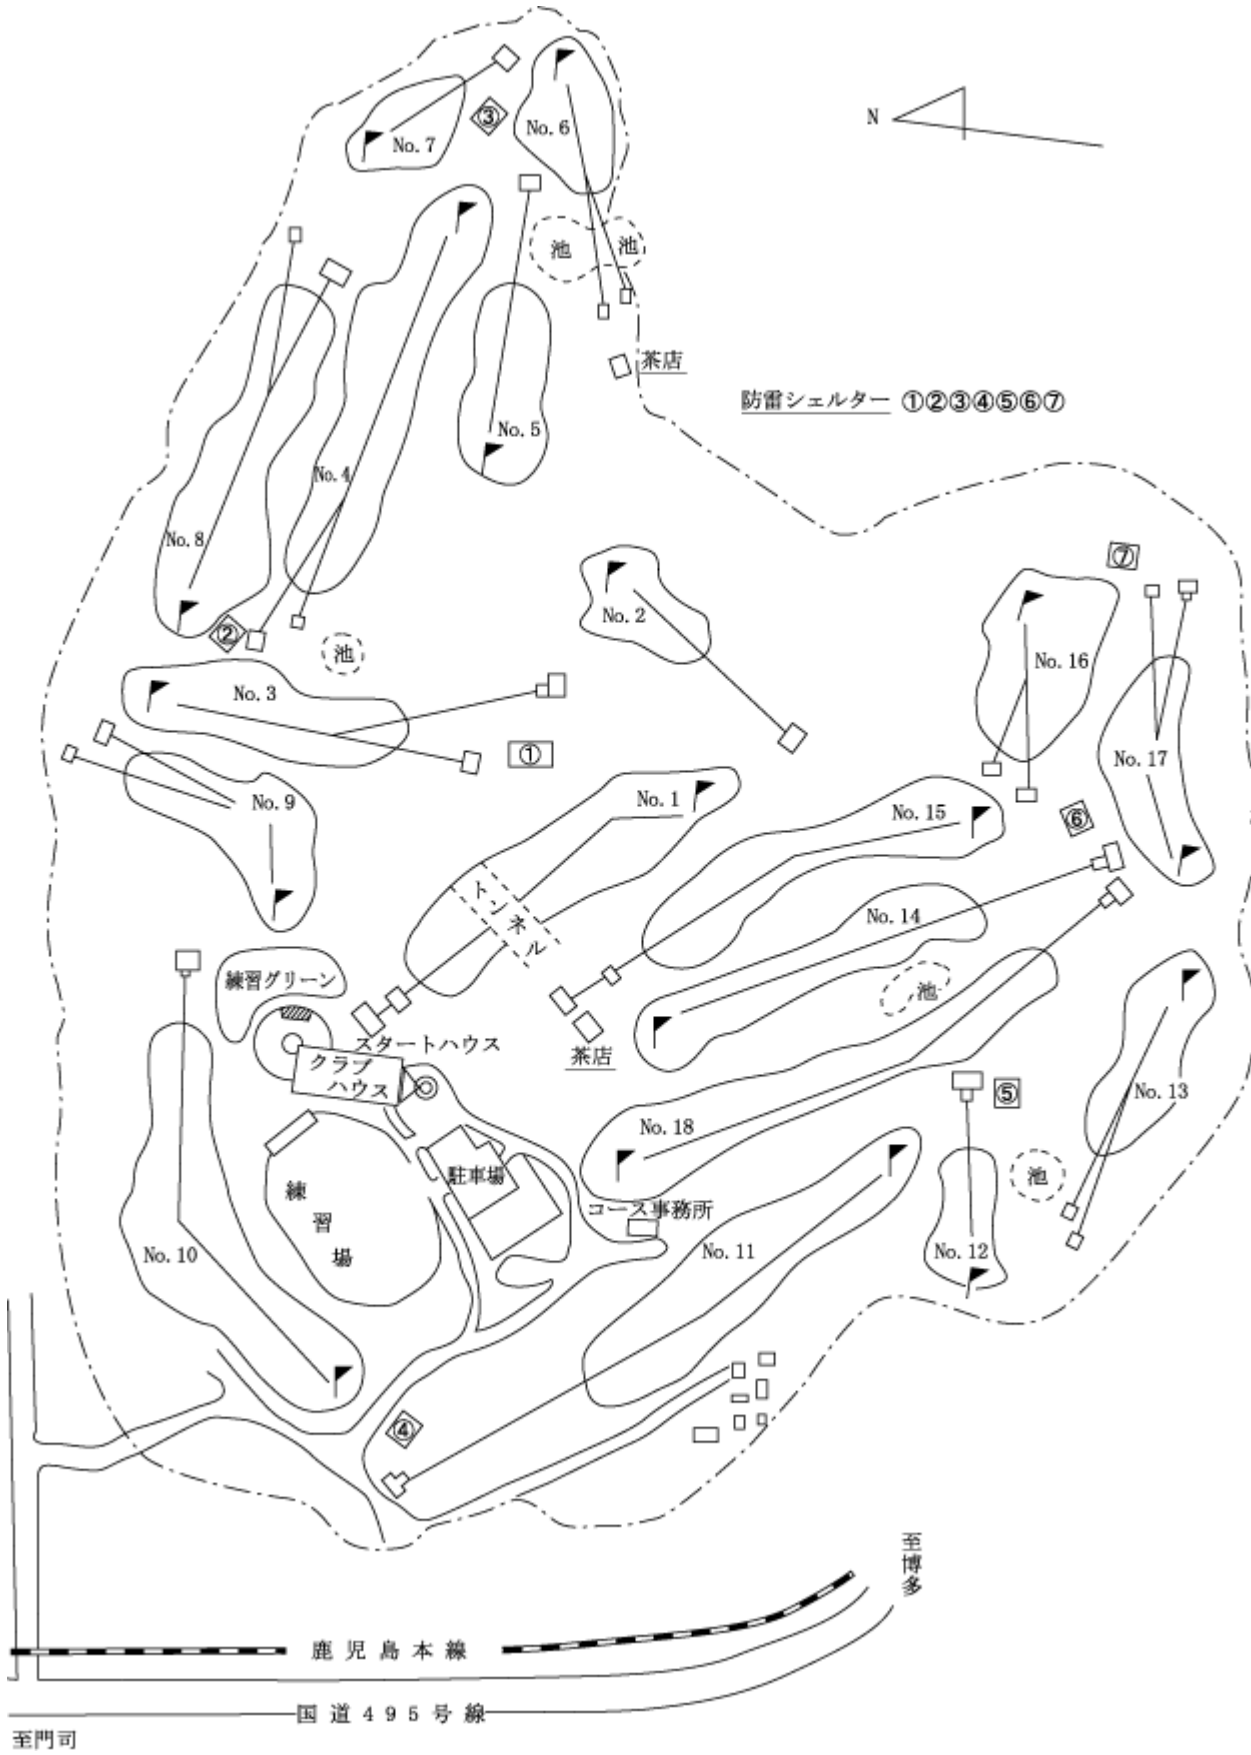 ③
No.6
No.7
N
池
池
茶店
防雷シェルター ①②③④⑤⑥⑦
No.5
No.4
No.8
⑦
No.2
②
池
No.16
No.3
①
No.17
No.9
No.1
No.15
⑥
トンネル
No.14
練習グリーン
池
スタートハウス
茶店
クラブ
ハウス
⑤
No.13
No.18
駐車場
池
練習場
コース事務所
No.10
No.11
No.12
④
至博多
鹿児島本線
国道495号線
至門司